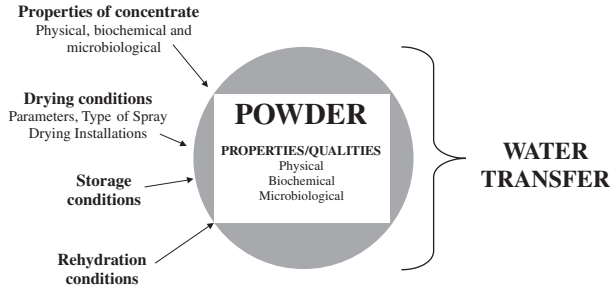 Properties of concentrate
Physical, biochemical and
microbiological
Drying conditions
Parameters, Type of Spray
Drying Installations
Storage
conditions
Rehydration
conditions
POWDER
PROPERTIES/QUALITIES
Physical
Biochemical
Microbiological
WATER
TRANSFER